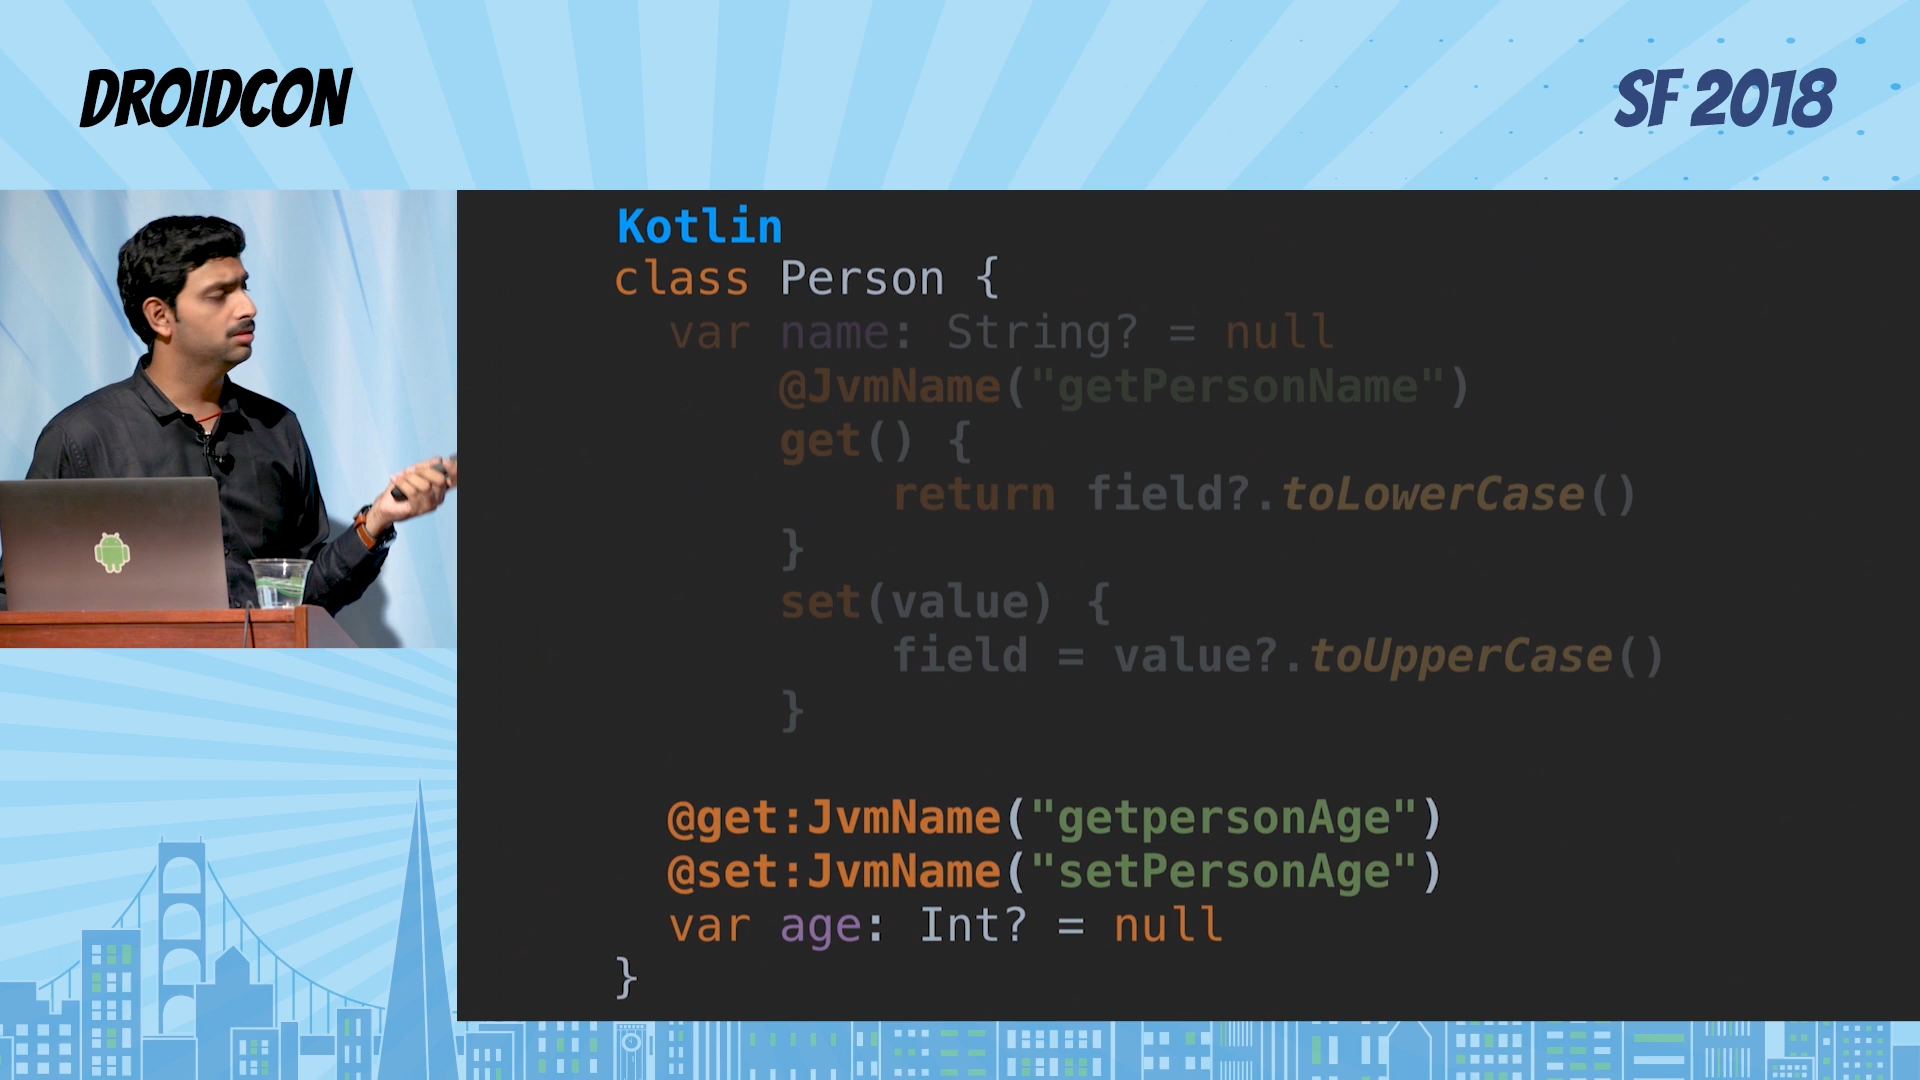 DROIDCON
SF 2018
Kotlin
class Person {
var name: String? = null
@JvmName("getPersonName")
get() {
return field?.toLowerCase()
}
set(value) {
field = value?.toUpperCase()
}
@get:JvmName("getpersonAge")
@set:JvmName("setPersonAge")
var age: Int? = null
}